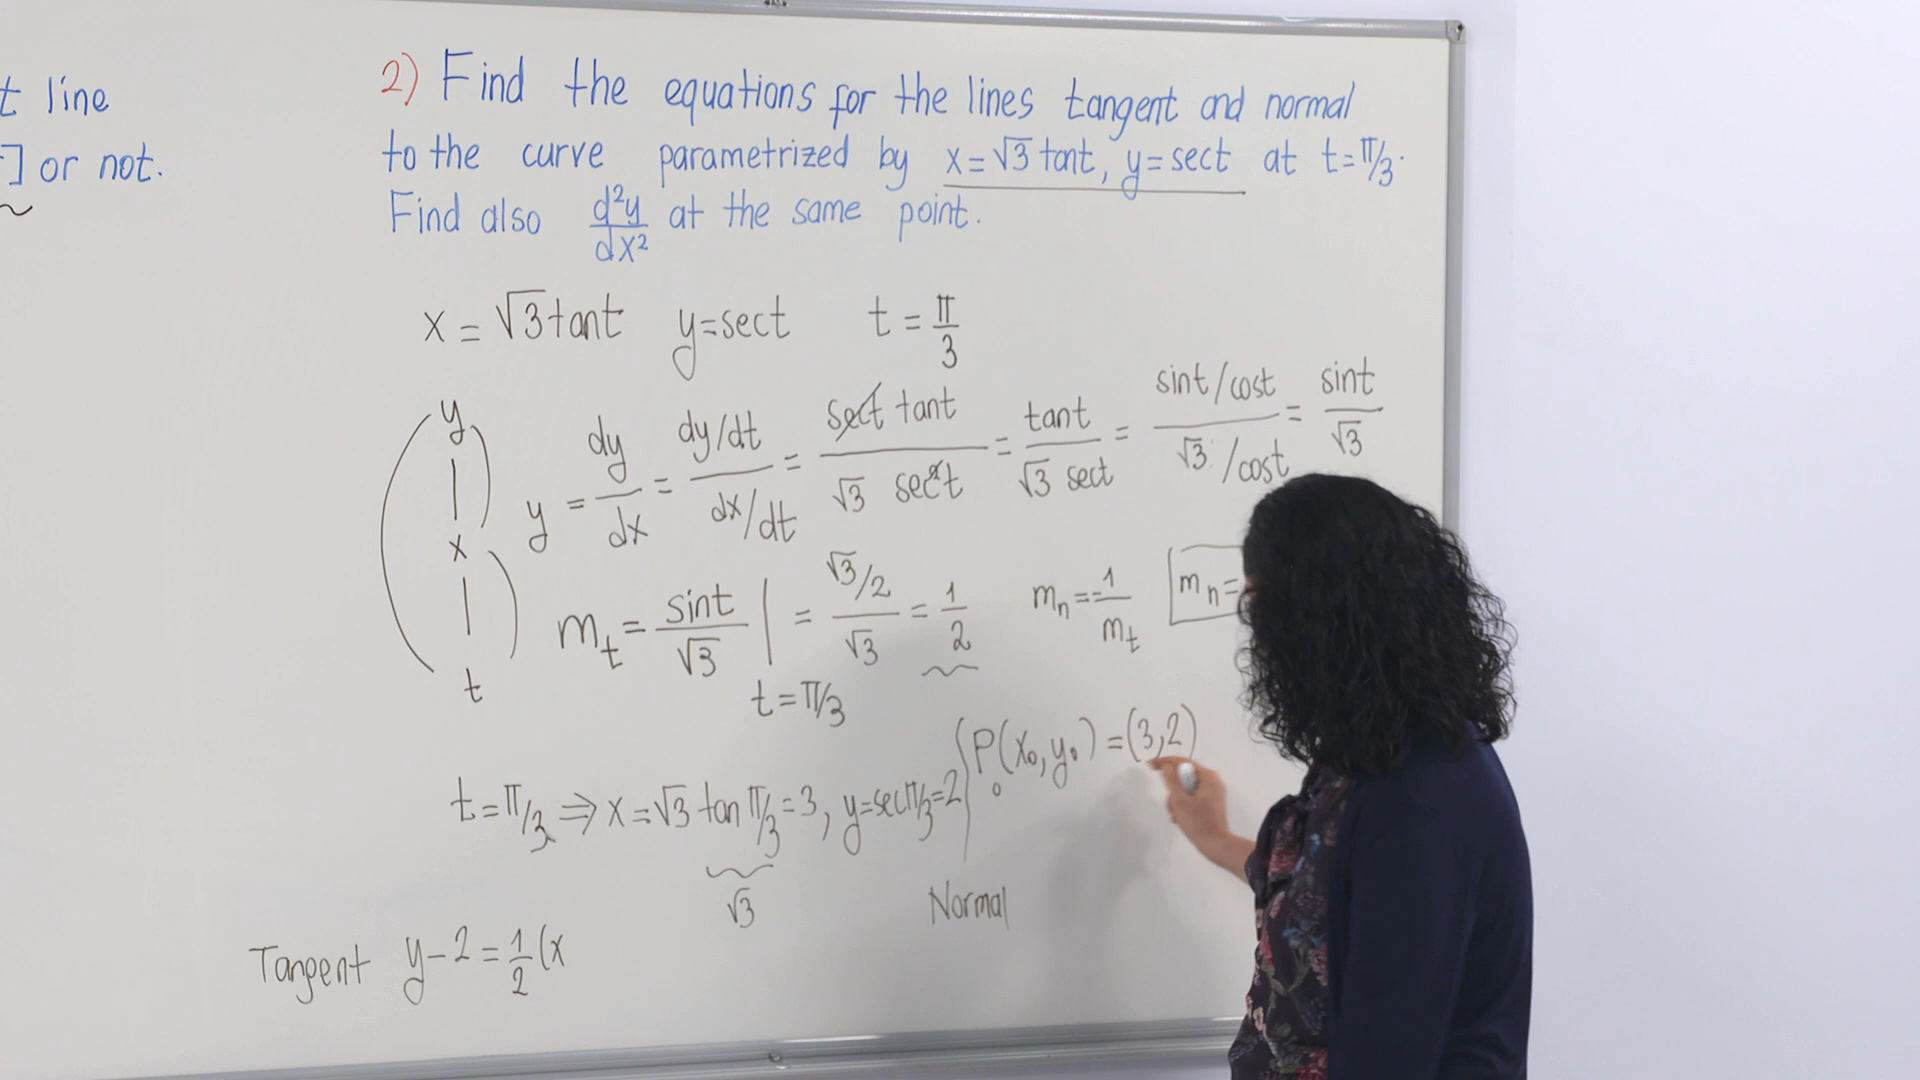 t line
] or not.
2) Find the equations for the lines tangent and normal
to the curve parametrized by x=√3 tant, y=sect at t=π/3.
Find also d²y/dx² at the same point.
x = √3 tant y=sect t = π/3
y | x | t
y = dy/dx = dy/dt / dx/dt = sect tant / √3 sec²t = tant / √3 sect = sint/cost / √3/cost = sint / √3
m_t = sint/√3 | t=π/3 = √3/2 / √3 = 1/2 m_n = -1/m_t m_n=
P₀(x₀,y₀) = (3,2)
t=π/3 ⇒ x=√3 tan π/3=3, y=sec π/3=2
√3
Normal
Tangent y-2=1/2(x